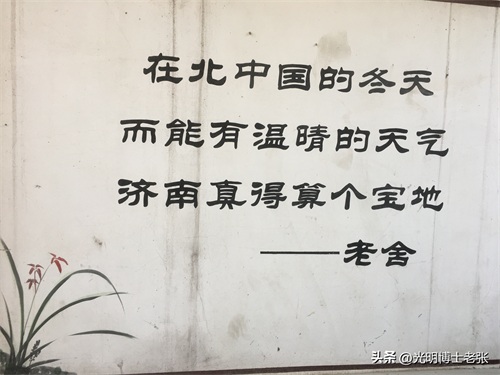 在北中国的冬天
而能有温晴的天气
济南真得算个宝地
——老舍
头条 @光明博士老张